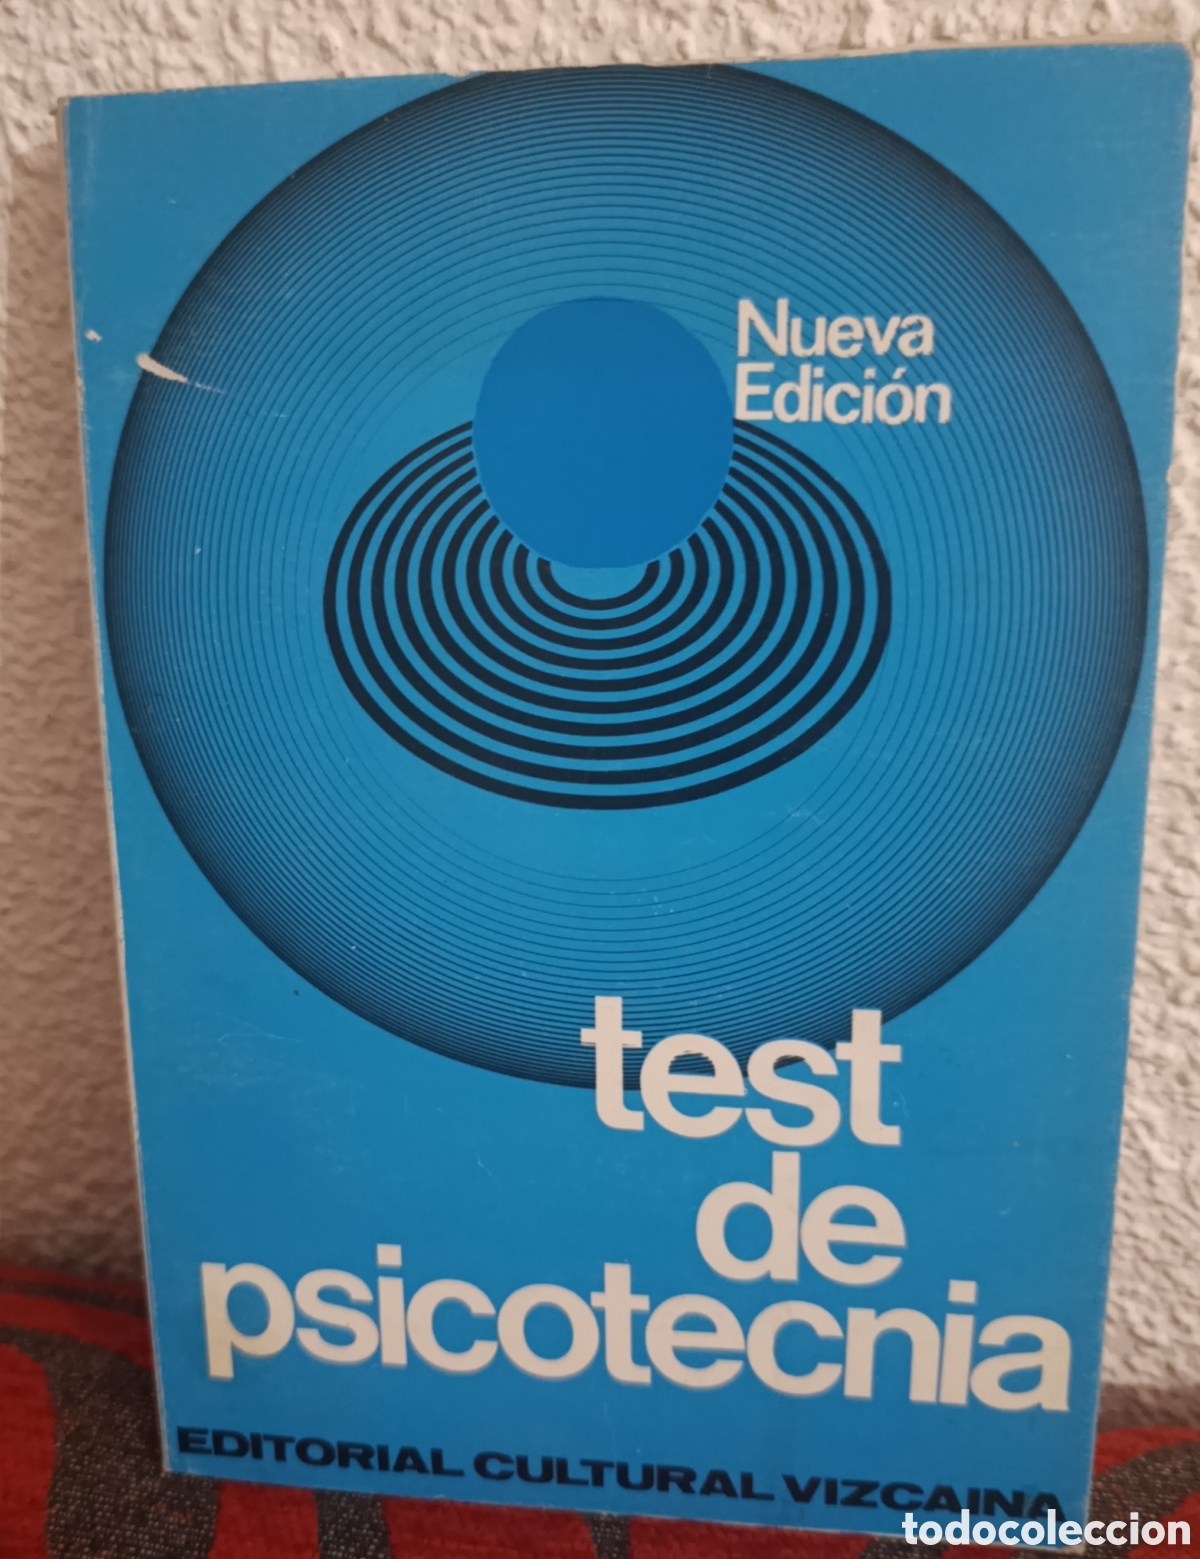 Nueva
Edición
test
de
psicotecnia
EDITORIAL CULTURAL VIZCAINA
todocoleccion